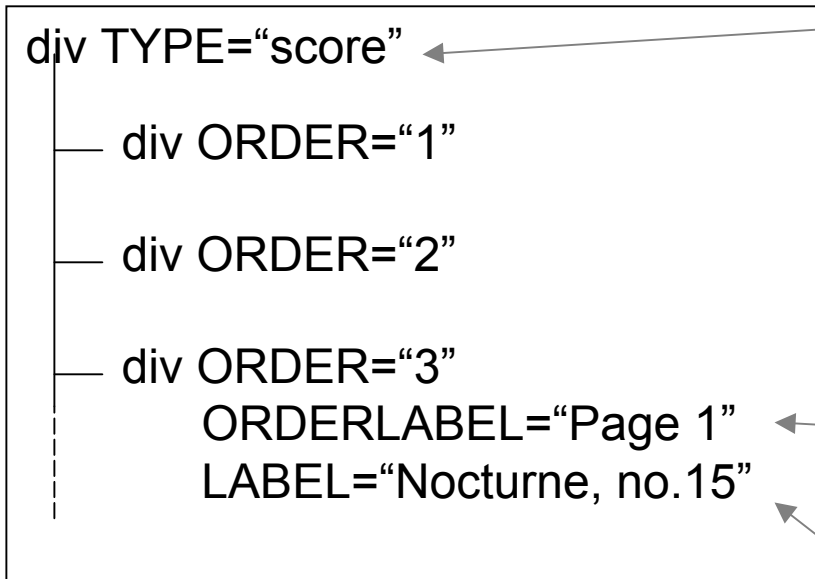 div TYPE=“score”
div ORDER=“1”
div ORDER=“2”
div ORDER=“3”
ORDERLABEL=“Page 1”
LABEL=“Nocturne, no.15”